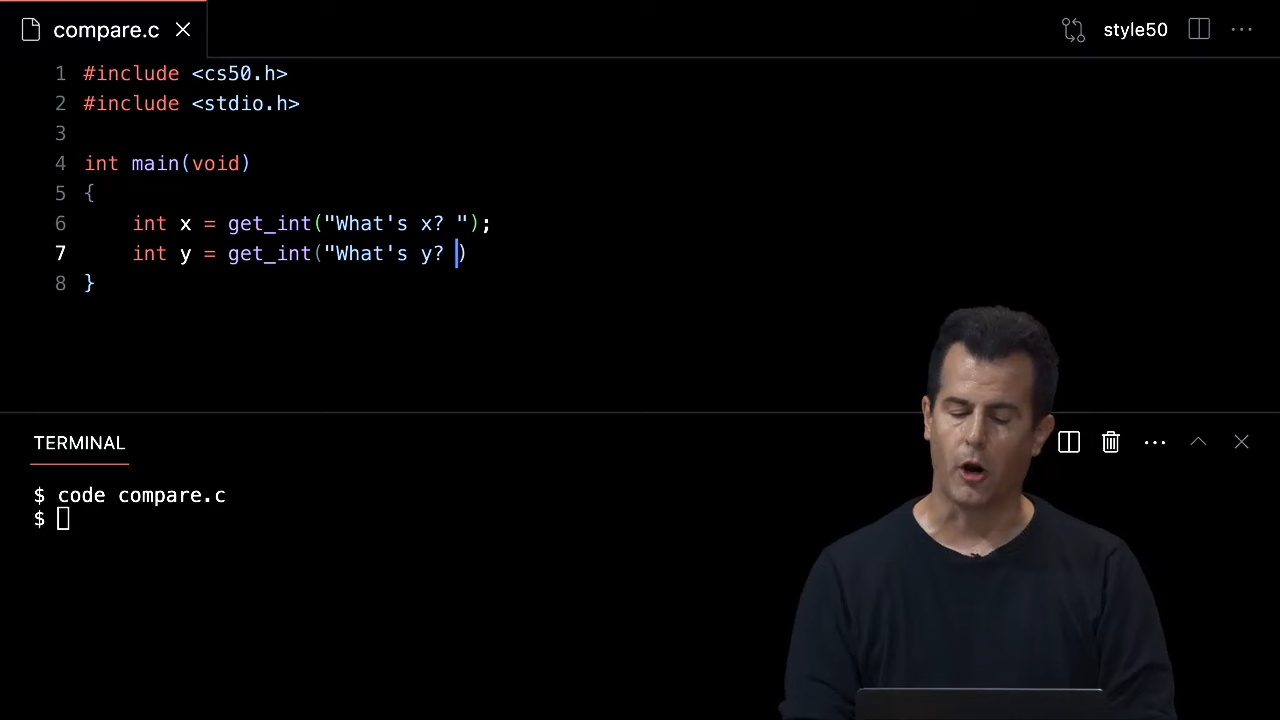 compare.c
style50
1 #include <cs50.h>
2 #include <stdio.h>
3
4 int main(void)
5 {
6     int x = get_int("What's x? ");
7     int y = get_int("What's y? )
8 }
TERMINAL
$ code compare.c
$